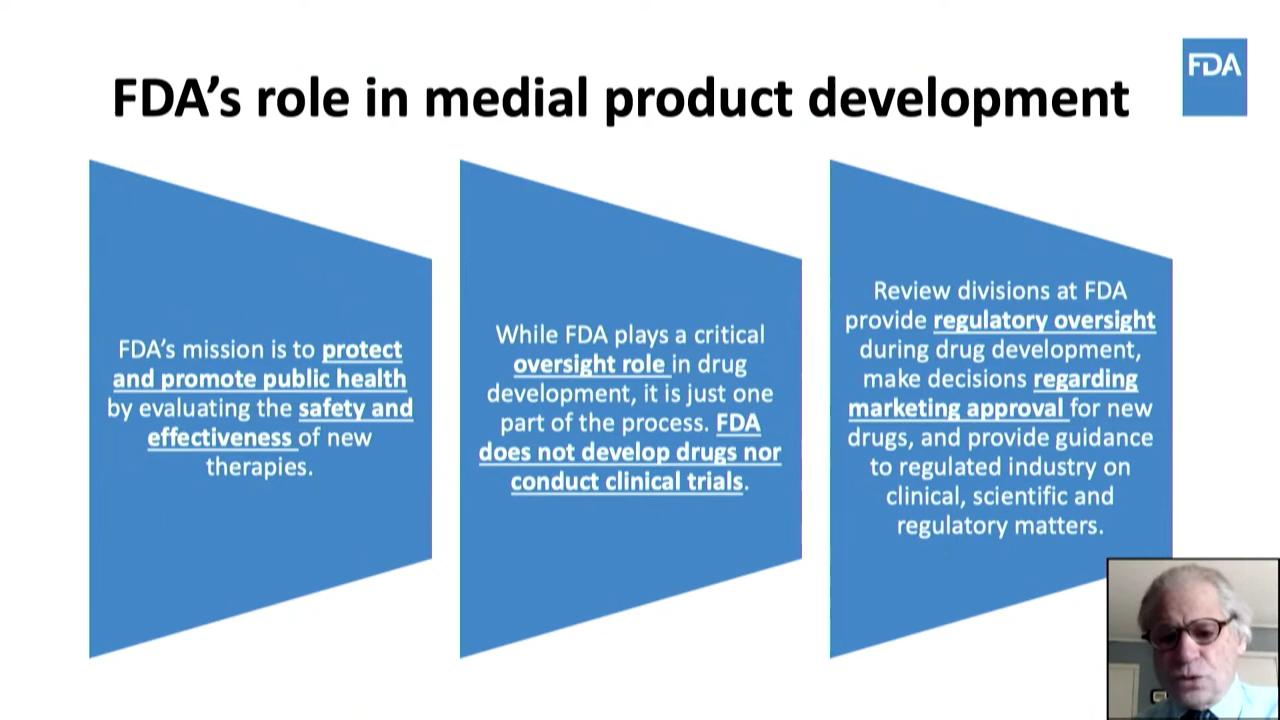 FDA
FDA’s role in medial product development
FDA’s mission is to protect
and promote public health
by evaluating the safety and
effectiveness of new
therapies.
While FDA plays a critical
oversight role in drug
development, it is just one
part of the process. FDA
does not develop drugs nor
conduct clinical trials.
Review divisions at FDA
provide regulatory oversight
during drug development,
make decisions regarding
marketing approval for new
drugs, and provide guidance
to regulated industry on
clinical, scientific and
regulatory matters.